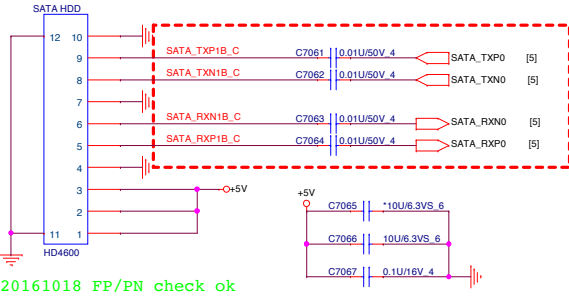 SATA HDD
12 10
9 SATA_TXP1B_C C7061 0.01U/50V_4 SATA_TXP0 [5]
8 SATA_TXN1B_C C7062 0.01U/50V_4 SATA_TXN0 [5]
7
6 SATA_RXN1B_C C7063 0.01U/50V_4 SATA_RXN0 [5]
5 SATA_RXP1B_C C7064 0.01U/50V_4 SATA_RXP0 [5]
4
3 +5V +5V
2 C7065 *10U/6.3VS_6
11 1 C7066 10U/6.3VS_6
HD4600
C7067 0.1U/16V_4
20161018 FP/PN check ok